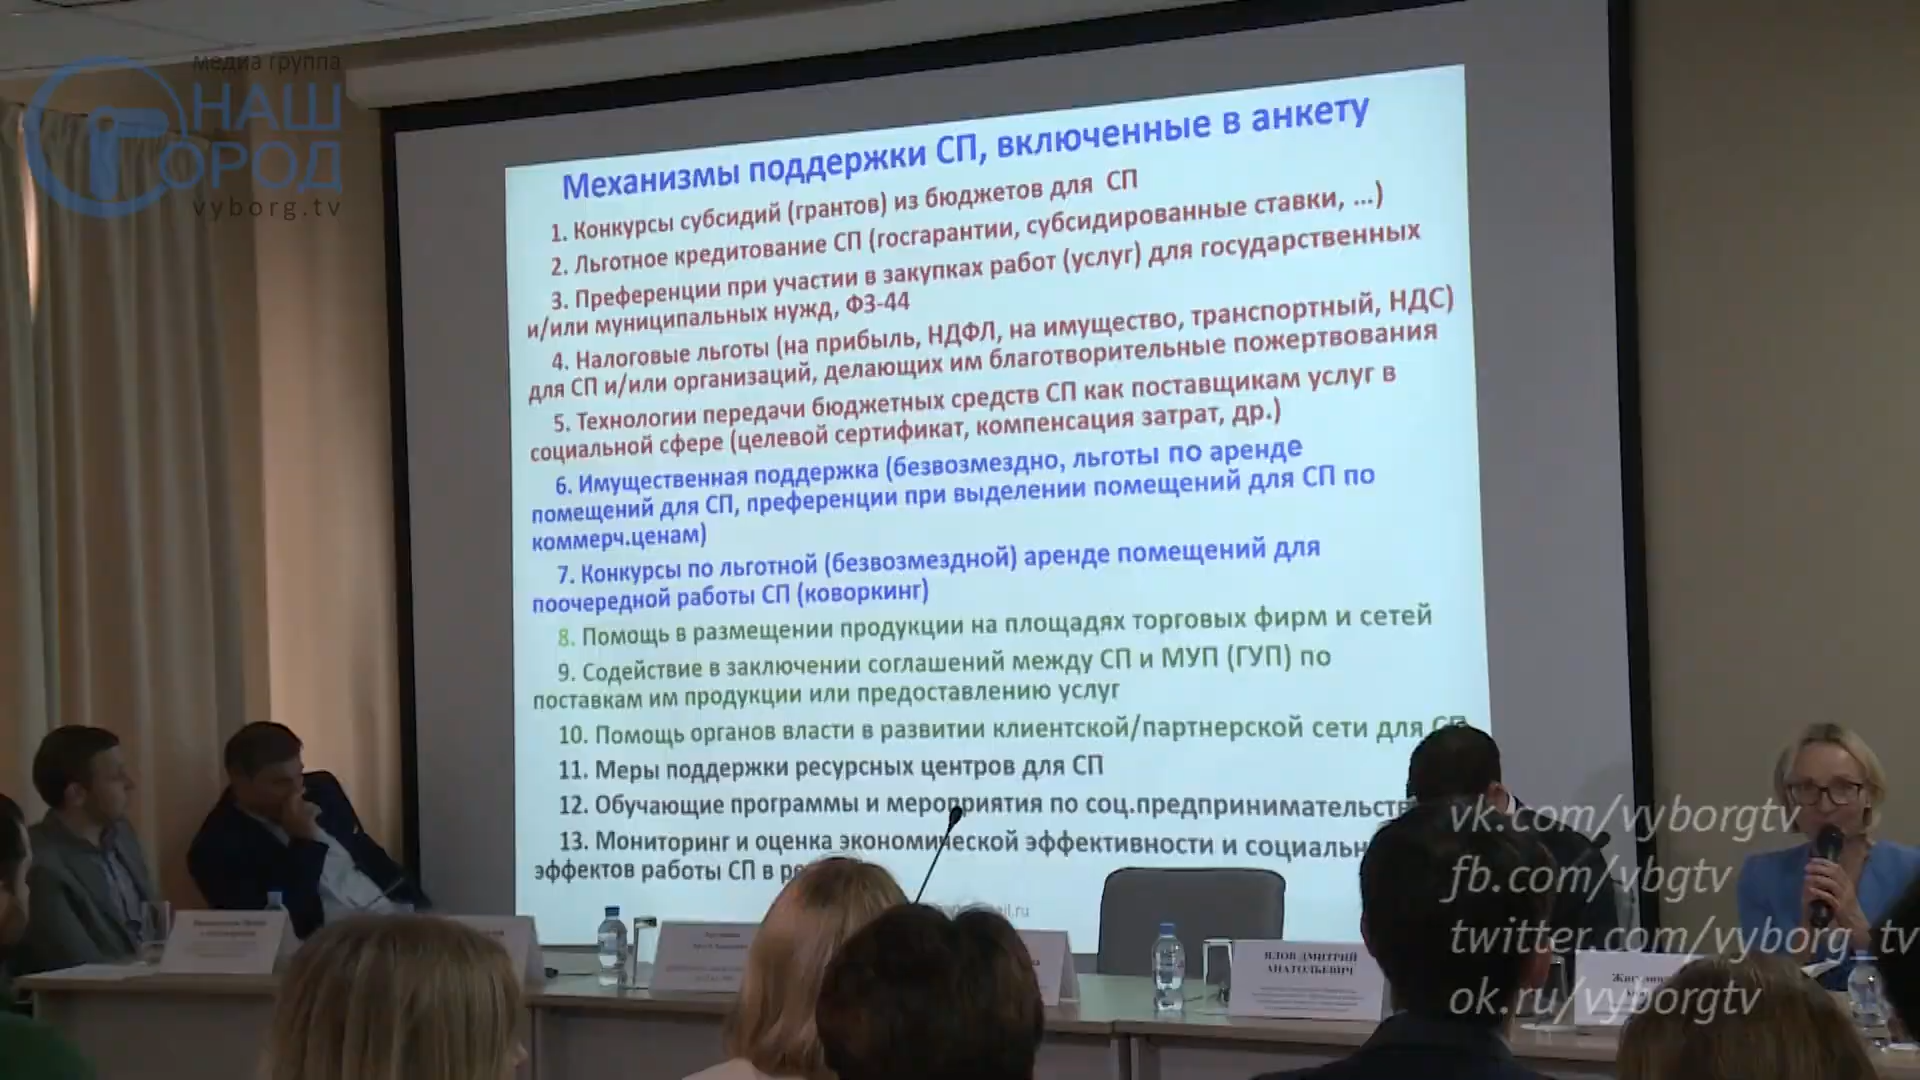 медиа группа
НАШ
ГОРОД
vyborg.tv
Механизмы поддержки СП, включенные в анкету
1. Конкурсы субсидий (грантов) из бюджетов для СП
2. Льготное кредитование СП (госгарантии, субсидированные ставки, ...)
3. Преференции при участии в закупках работ (услуг) для государственных
и/или муниципальных нужд, ФЗ-44
4. Налоговые льготы (на прибыль, НДФЛ, на имущество, транспортный, НДС)
для СП и/или организаций, делающих им благотворительные пожертвования
5. Технологии передачи бюджетных средств СП как поставщикам услуг в
социальной сфере (целевой сертификат, компенсация затрат, др.)
6. Имущественная поддержка (безвозмездно, льготы по аренде
помещений для СП, преференции при выделении помещений для СП по
коммерч.ценам)
7. Конкурсы по льготной (безвозмездной) аренде помещений для
поочередной работы СП (коворкинг)
8. Помощь в размещении продукции на площадях торговых фирм и сетей
9. Содействие в заключении соглашений между СП и МУП (ГУП) по
поставкам им продукции или предоставлению услуг
10. Помощь органов власти в развитии клиентской/партнерской сети для СП
11. Меры поддержки ресурсных центров для СП
12. Обучающие программы и мероприятия по соц.предпринимательств
13. Мониторинг и оценка экономической эффективности и социальн
эффектов работы СП в ре
ЯЛОВ ДМИТРИЙ
АНАТОЛЬЕВИЧ
vk.com/vyborgtv
fb.com/vbgtv
twitter.com/vyborg_tv
ok.ru/vyborgtv